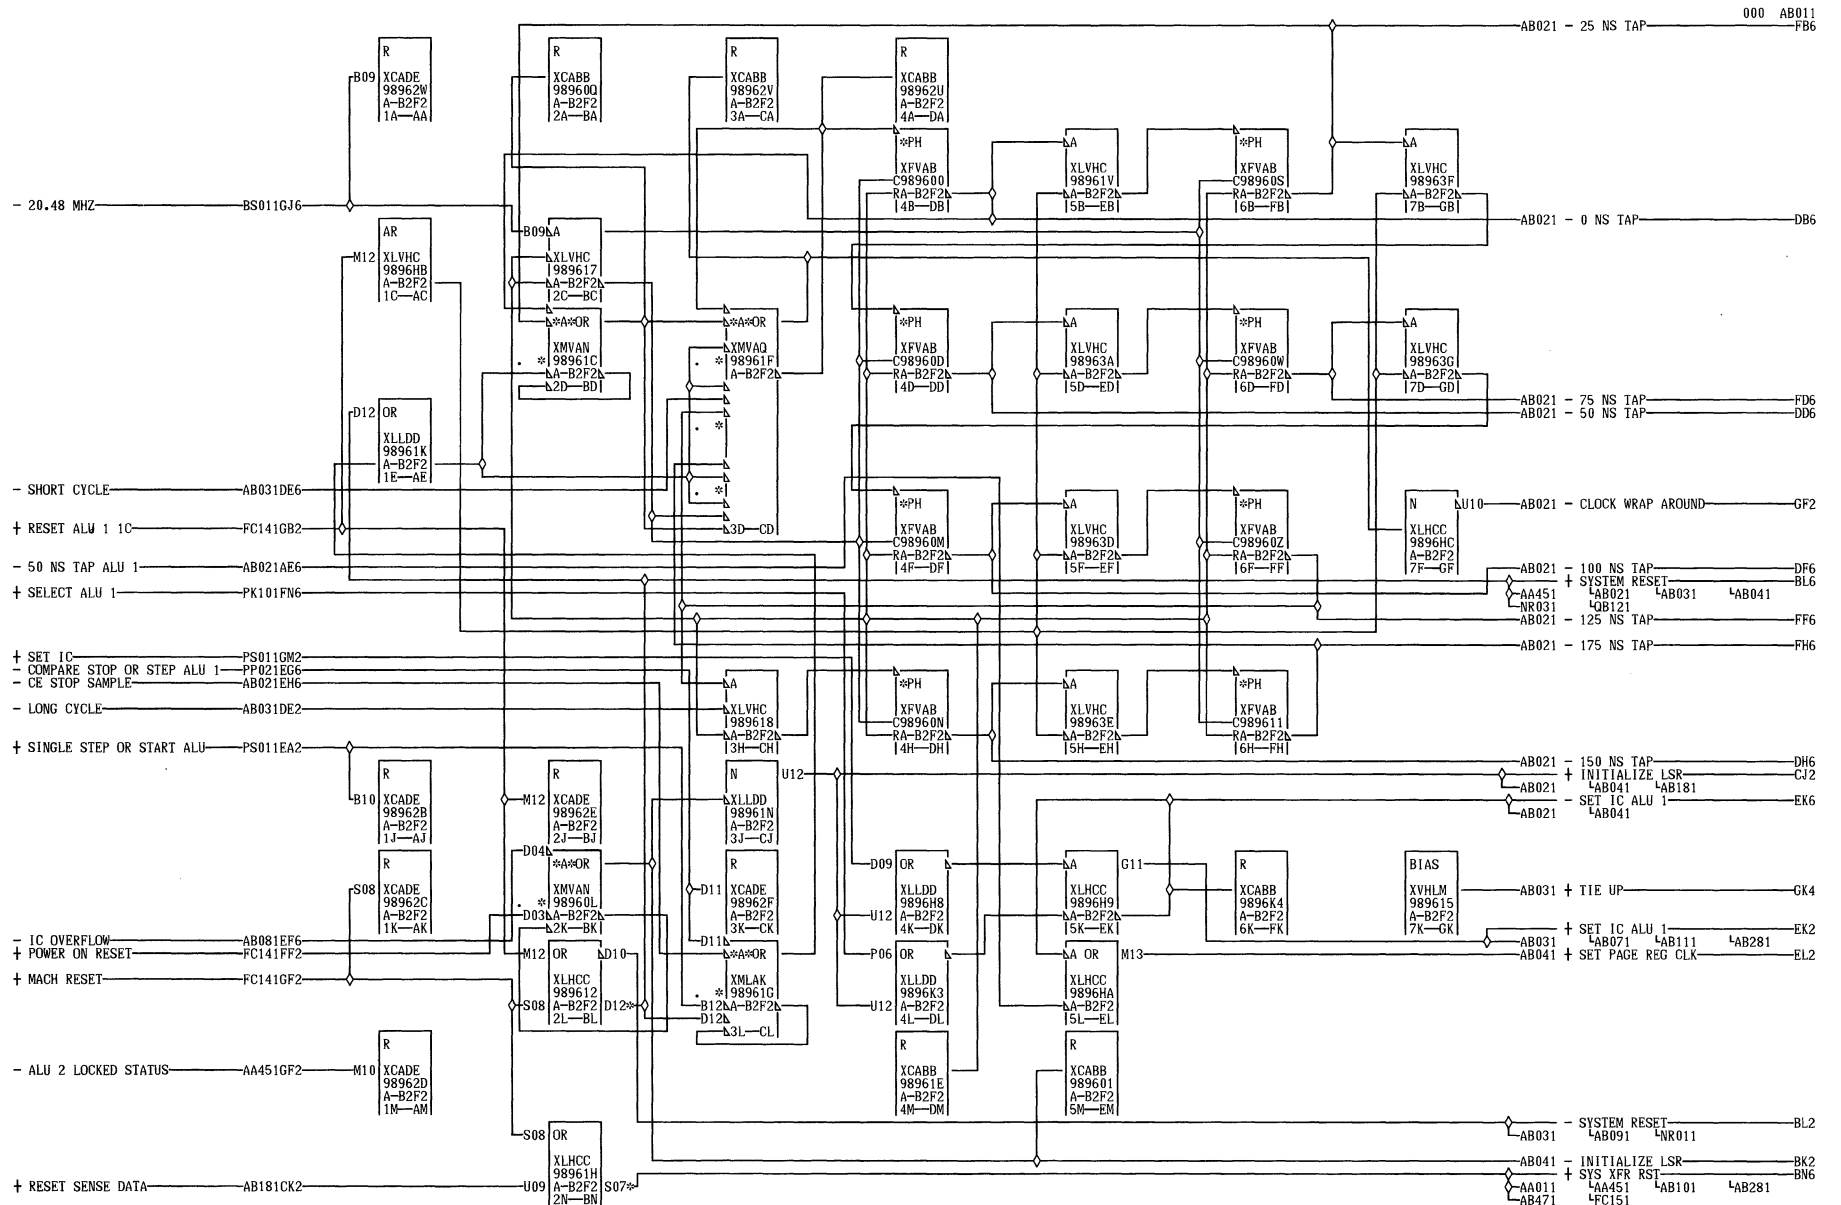 000 AB011
AB021 - 25 NS TAP FB6
R
XCADE
98962W
A-B2F2
1A—AA
B09
R
XCABB
98960Q
A-B2F2
2A—BA
R
XCABB
98962V
A-B2F2
3A—CA
R
XCABB
98962U
A-B2F2
4A—DA
*PH
XFVAB
C989600
RA-B2F2
4B—DB
A
XLVHC
98961V
A-B2F2
5B—EB
*PH
XFVAB
C98960S
RA-B2F2
6B—FB
A
XLVHC
98963F
A-B2F2
7B—GB
- 20.48 MHZ BS011GJ6
AB021 - 0 NS TAP DB6
M12
AR
XLVHC
9896HB
A-B2F2
1C—AC
B09
A
XLVHC
989617
A-B2F2
2C—BC
*A*OR
XMVAN
. * 98961C
A-B2F2
2D—BD
*A*OR
XMVAQ
. * 98961F
A-B2F2
. *
. *
3D—CD
*PH
XFVAB
C98960D
RA-B2F2
4D—DD
A
XLVHC
98963A
A-B2F2
5D—ED
*PH
XFVAB
C98960W
RA-B2F2
6D—FD
A
XLVHC
98963G
A-B2F2
7D—GD
AB021 - 75 NS TAP FD6
AB021 - 50 NS TAP DD6
D12
OR
XLLDD
98961K
A-B2F2
1E—AE
- SHORT CYCLE AB031DE6
+ RESET ALU 1 1C FC141GB2
- 50 NS TAP ALU 1 AB021AE6
+ SELECT ALU 1 PK101FN6
*PH
XFVAB
C98960M
RA-B2F2
4F—DF
A
XLVHC
98963D
A-B2F2
5F—EF
*PH
XFVAB
C98960Z
RA-B2F2
6F—FF
N U10
XLHCC
9896HC
A-B2F2
7F—GF
AB021 - CLOCK WRAP AROUND GF2
AB021 - 100 NS TAP DF6
+ SYSTEM RESET BL6
AA451 AB021 AB031 AB041
NR031 QB121
AB021 - 125 NS TAP FF6
AB021 - 175 NS TAP FH6
+ SET IC PS011GM2
- COMPARE STOP OR STEP ALU 1 PP021EG6
- CE STOP SAMPLE AB021EH6
- LONG CYCLE AB031DE2
+ SINGLE STEP OR START ALU PS011EA2
A
XLVHC
989618
A-B2F2
3H—CH
*PH
XFVAB
C98960N
RA-B2F2
4H—DH
A
XLVHC
98963E
A-B2F2
5H—EH
*PH
XFVAB
C989611
RA-B2F2
6H—FH
AB021 - 150 NS TAP DH6
+ INITIALIZE LSR CJ2
AB021 AB041 AB181
- SET IC ALU 1 EK6
AB021 AB041
B10
R
XCADE
98962B
A-B2F2
1J—AJ
M12
R
XCADE
98962E
A-B2F2
2J—BJ
N U12
XLLDD
98961N
A-B2F2
3J—CJ
S08
R
XCADE
98962C
A-B2F2
1K—AK
D04
*A*OR
XMVAN
. * 98960L
D03 A-B2F2
2K—BK
D11
R
XCADE
98962F
A-B2F2
3K—CK
D09 OR
XLLDD
9896H8
U12 A-B2F2
4K—DK
A G11
XLHCC
9896H9
A-B2F2
5K—EK
R
XCABB
9896K4
A-B2F2
6K—FK
BIAS
XVHLM
989615
A-B2F2
7K—GK
AB031 + TIE UP GK4
+ SET IC ALU 1 EK2
AB031 AB071 AB111 AB281
AB041 + SET PAGE REG CLK EL2
- IC OVERFLOW AB081EF6
+ POWER ON RESET FC141FF2
+ MACH RESET FC141GF2
M12 OR D10
XLHCC
989612
S08 A-B2F2 D12*
2L—BL
D11
*A*OR
XMLAK
. * 98961G
B12 A-B2F2
D12
3L—CL
P06 OR
XLLDD
9896K3
U12 A-B2F2
4L—DL
A OR M13
XLHCC
9896HA
A-B2F2
5L—EL
- ALU 2 LOCKED STATUS AA451GF2 M10
R
XCADE
98962D
A-B2F2
1M—AM
R
XCABB
98961E
A-B2F2
4M—DM
R
XCABB
989601
A-B2F2
5M—EM
- SYSTEM RESET BL2
AB031 AB091 NR011
S08 OR
XLHCC
98961H
U09 A-B2F2 S07*
2N—BN
+ RESET SENSE DATA AB181CK2
AB041 - INITIALIZE LSR BK2
+ SYS XFR RST BN6
AA011 AA451 AB101 AB281
AB471 FC151